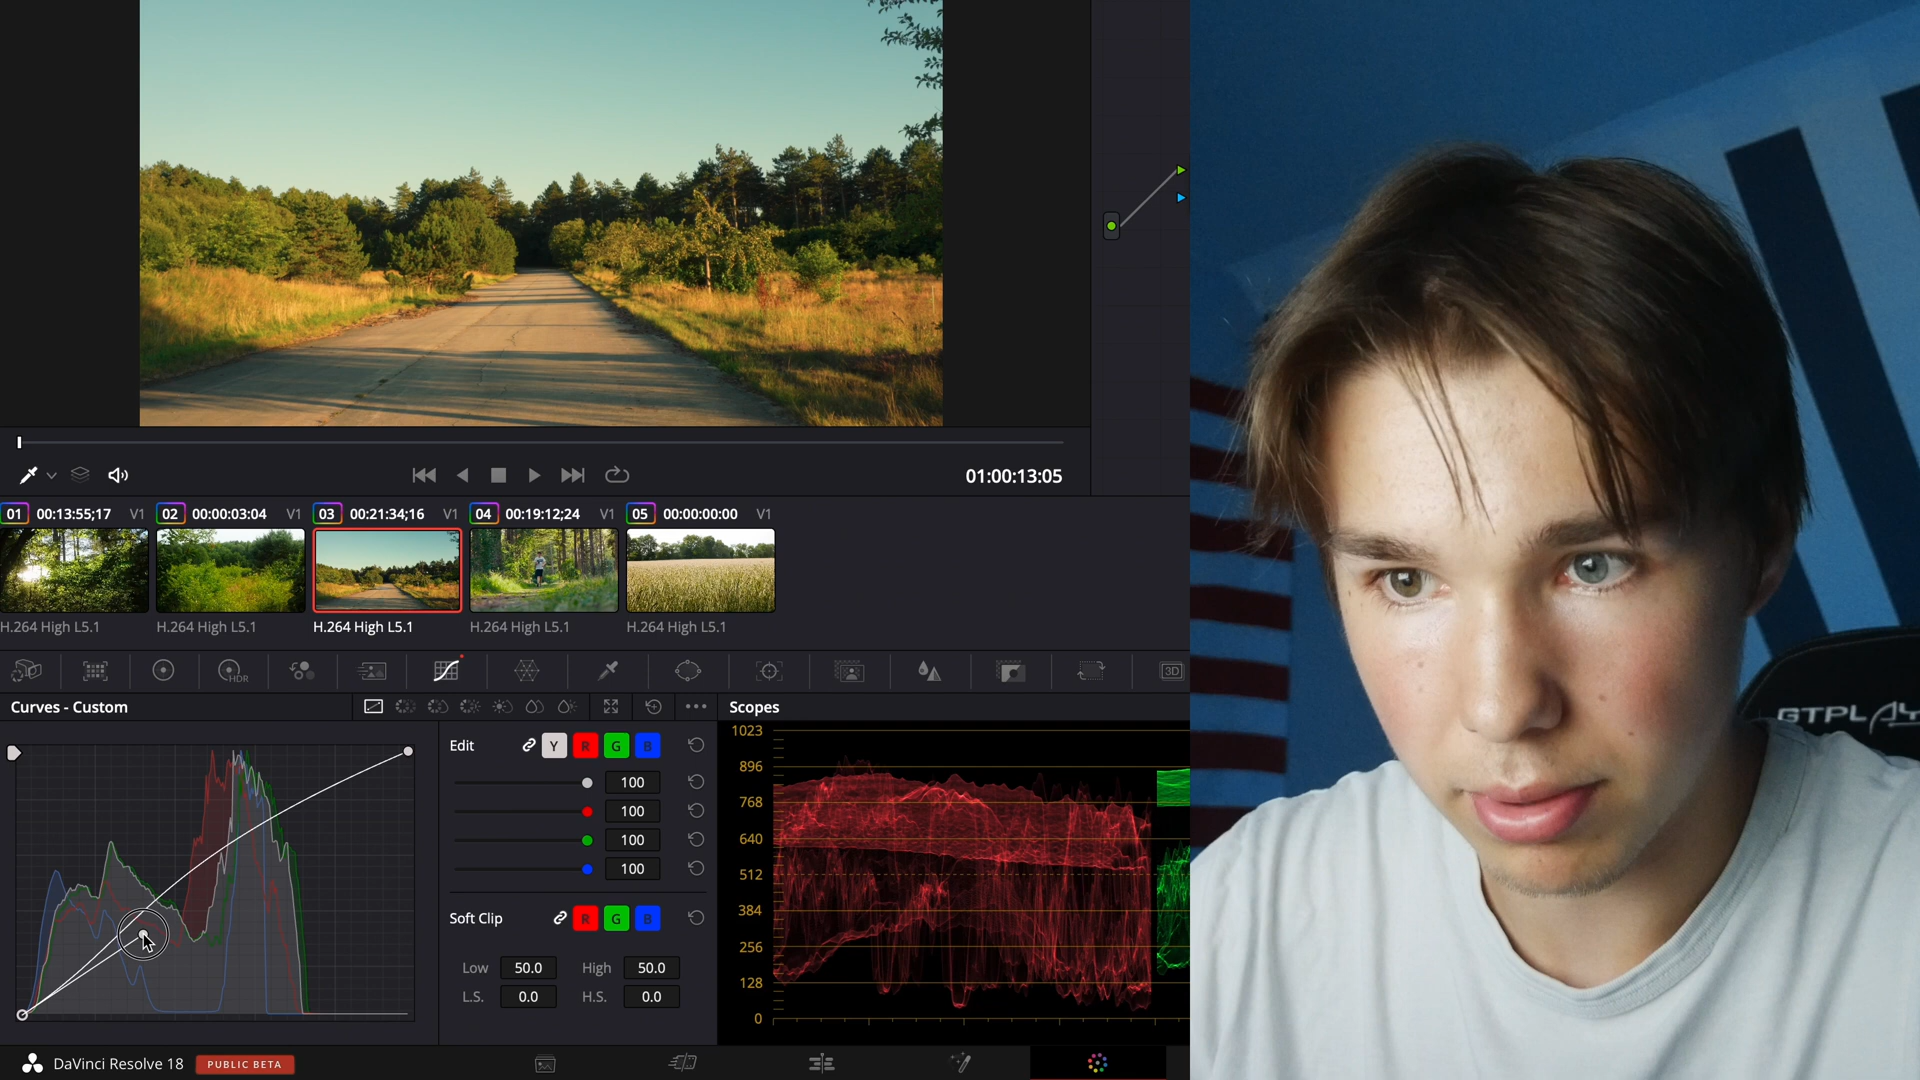 01:00:13:05
01 00:13:55;17 V1 02 00:00:03:04 V1 03 00:21:34;16 V1 04 00:19:12;24 V1 05 00:00:00:00 V1
H.264 High L5.1 H.264 High L5.1 H.264 High L5.1 H.264 High L5.1 H.264 High L5.1
HDR
3D
Curves - Custom
Scopes
Edit Y R G B
100
100
100
100
Soft Clip R G B
Low 50.0 High 50.0
L.S. 0.0 H.S. 0.0
1023
896
768
640
512
384
256
128
0
GTPLAY
DaVinci Resolve 18 PUBLIC BETA